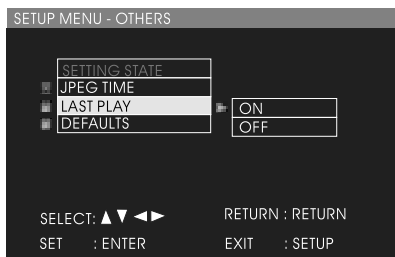 SETUP MENU - OTHERS
SETTING STATE
JPEG TIME
LAST PLAY
ON
DEFAULTS
OFF
SELECT: ▲ ▼ ◄ ► RETURN : RETURN
SET : ENTER EXIT : SETUP